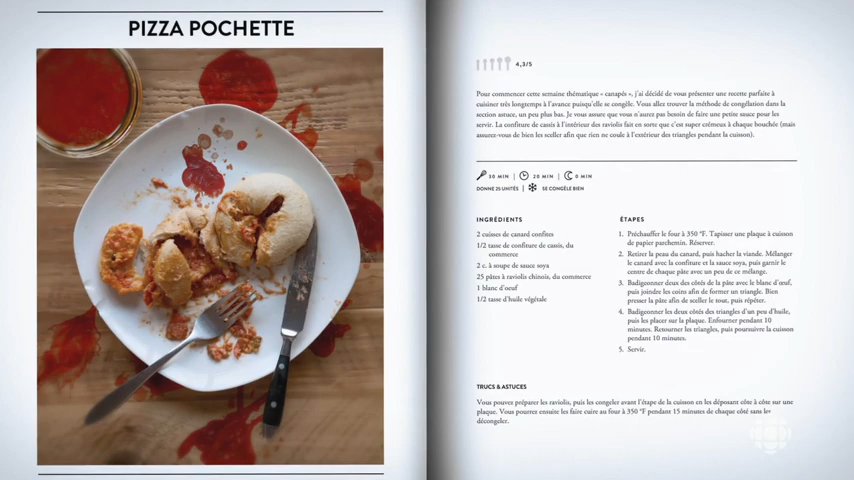 PIZZA POCHETTE
4,3/5
Pour commencer cette semaine thématique « canapés », j'ai décidé de vous présenter une recette parfaite à
cuisiner très longtemps à l'avance puisqu'elle se congèle. Vous allez trouver la méthode de congélation dans la
section astuce, un peu plus bas. Je vous assure que vous n'aurez pas besoin de faire une petite sauce pour les
servir. La confiture de cassis à l'intérieur des raviolis fait en sorte que c'est super crémeux à chaque bouchée (mais
assurez-vous de bien les sceller afin que rien ne coule à l'extérieur des triangles pendant la cuisson).
30 MIN | 20 MIN | 0 MIN
DONNE 25 UNITÉS | SE CONGÈLE BIEN
INGRÉDIENTS
2 cuisses de canard confites
1/2 tasse de confiture de cassis, du
commerce
2 c. à soupe de sauce soya
25 pâtes à raviolis chinois, du commerce
1 blanc d'oeuf
1/2 tasse d'huile végétale
ÉTAPES
1. Préchauffer le four à 350 °F. Tapisser une plaque à cuisson
de papier parchemin. Réserver.
2. Retirer la peau du canard, puis hacher la viande. Mélanger
le canard avec la confiture et la sauce soya, puis garnir le
centre de chaque pâte avec un peu de ce mélange.
3. Badigeonner deux des côtés de la pâte avec le blanc d'œuf,
puis joindre les coins afin de former un triangle. Bien
presser la pâte afin de sceller le tout, puis répéter.
4. Badigeonner les deux côtés des triangles d'un peu d'huile,
puis les placer sur la plaque. Enfourner pendant 10
minutes. Retourner les triangles, puis poursuivre la cuisson
pendant 10 minutes.
5. Servir.
TRUCS & ASTUCES
Vous pouvez préparer les raviolis, puis les congeler avant l'étape de la cuisson en les déposant côte à côte sur une
plaque. Vous pourrez ensuite les faire cuire au four à 350 °F pendant 15 minutes de chaque côté sans les
décongeler.